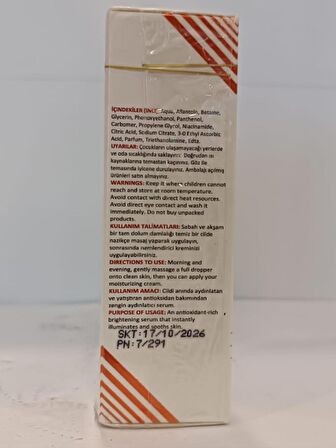 İÇİNDEKİLER (INCI): Aqua, Allantoin, Betaine,
Glycerin, Phenoxyethanol, Panthenol,
Carbomer, Propylene Glycol, Niacinamide,
Citric Acid, Sodium Citrate, 3-O Ethyl Ascorbic
Acid, Parfum, Triethanolamine, Edta.
UYARILAR: Çocukların ulaşamayacağı yerlerde
ve oda sıcaklığında saklayınız. Doğrudan ısı
kaynaklarına temastan kaçınınız. Göz ile
temasında iyicene durulayınız. Ambalajı açılmış
ürünleri satın almayınız.
WARNINGS: Keep it where children cannot
reach and store at room temperature.
Avoid contact with direct heat resources.
Avoid direct eye contact and wash it
immediately. Do not buy unpacked
products.
KULLANIM TALİMATLARI: Sabah ve akşam
bir tam dolum damlalığı temiz bir cilde
nazikçe masaj yaparak uygulayın,
sonrasında nemlendirici kreminizi
uygulayabilirsiniz.
DIRECTIONS TO USE: Morning and
evening, gently massage a full dropper
onto clean skin, then you can apply your
moisturizing cream.
KULLANIM AMACI: Cildi anında aydınlatan
ve yatıştıran antioksidan bakımından
zengin aydınlatıcı serum.
PURPOSE OF USAGE: An antioxidant-rich
brightening serum that instantly
illuminates and sooths skin.
SKT:17/10/2026
PN:7/291